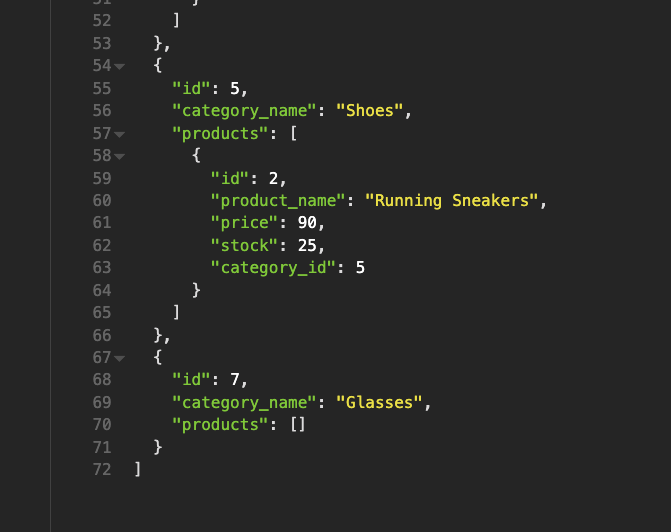 51 }
52 ]
53 },
54 {
55 "id": 5,
56 "category_name": "Shoes",
57 "products": [
58 {
59 "id": 2,
60 "product_name": "Running Sneakers",
61 "price": 90,
62 "stock": 25,
63 "category_id": 5
64 }
65 ]
66 },
67 {
68 "id": 7,
69 "category_name": "Glasses",
70 "products": []
71 }
72 ]